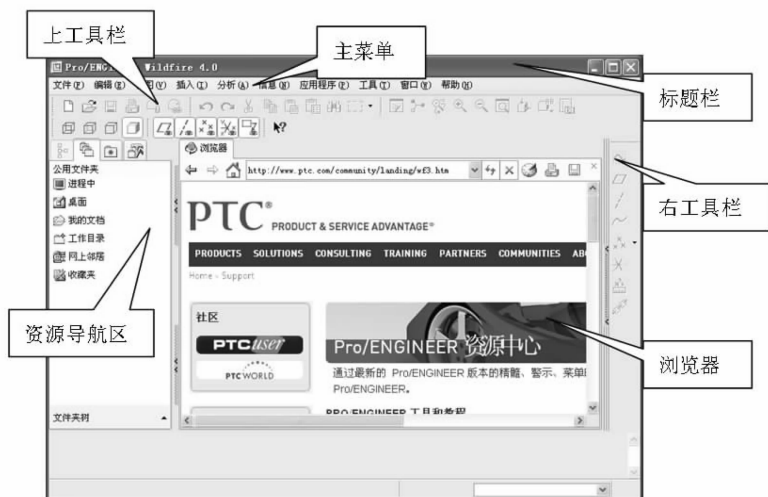 上工具栏
主菜单
Pro/ENG Wildfire 4.0
标题栏
文件(F) 编辑(E) 图(V) 插入(I) 分析(A) 信息(N) 应用程序(P) 工具(T) 窗口(W) 帮助(H)
浏览器
公用文件夹
http://www.ptc.com/community/landing/wf3.htm
进程中
桌面
我的文档
工作目录
网上邻居
收藏夹
右工具栏
PTC® PRODUCT & SERVICE ADVANTAGE®
PRODUCTS SOLUTIONS CONSULTING TRAINING PARTNERS COMMUNITIES AB
Home > Support
资源导航区
社区
PTCuser
PTC WORLD
Pro/ENGINEER 资源中心
浏览器
通过最新的 Pro/ENGINEER 版本的精髓、警示、菜单
Pro/ENGINEER。
PRO/ENGINEER 工具和教程
文件夹树